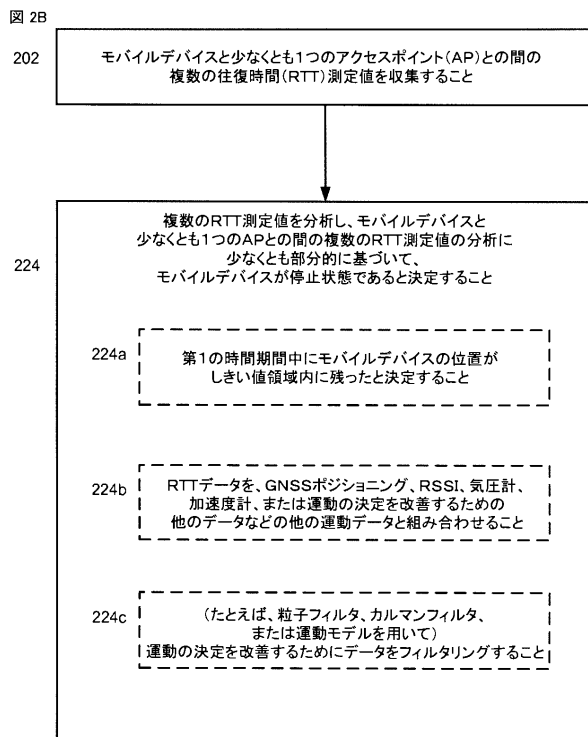 図 2B
202
モバイルデバイスと少なくとも1つのアクセスポイント(AP)との間の
複数の往復時間(RTT)測定値を収集すること
224
複数のRTT測定値を分析し、モバイルデバイスと
少なくとも1つのAPとの間の複数のRTT測定値の分析に
少なくとも部分的に基づいて、
モバイルデバイスが停止状態であると決定すること
224a
第1の時間期間中にモバイルデバイスの位置が
しきい値領域内に残ったと決定すること
224b
RTTデータを、GNSSポジショニング、RSSI、気圧計、
加速度計、または運動の決定を改善するための
他のデータなどの他の運動データと組み合わせること
224c
(たとえば、粒子フィルタ、カルマンフィルタ、
または運動モデルを用いて)
運動の決定を改善するためにデータをフィルタリングすること